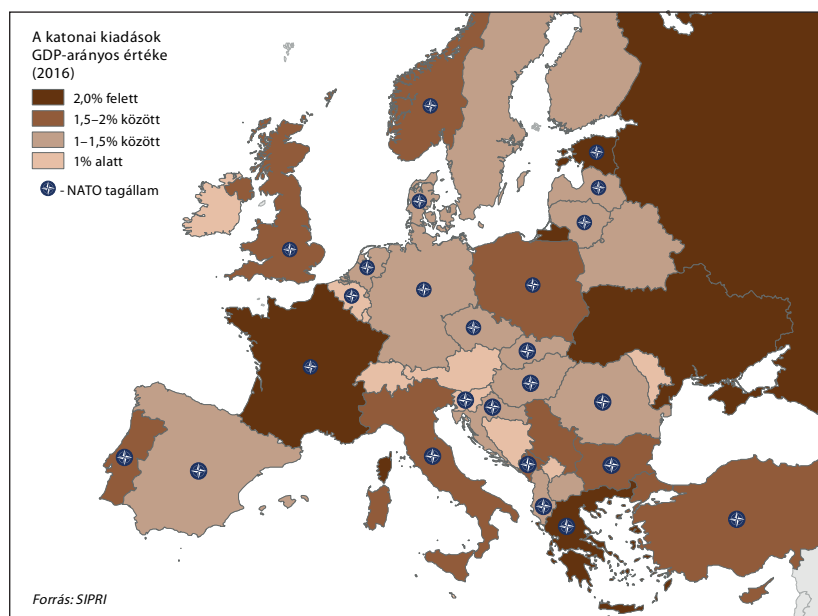 A katonai kiadások
GDP-arányos értéke
(2016)
2,0% felett
1,5–2% között
1–1,5% között
1% alatt
- NATO tagállam
Forrás: SIPRI